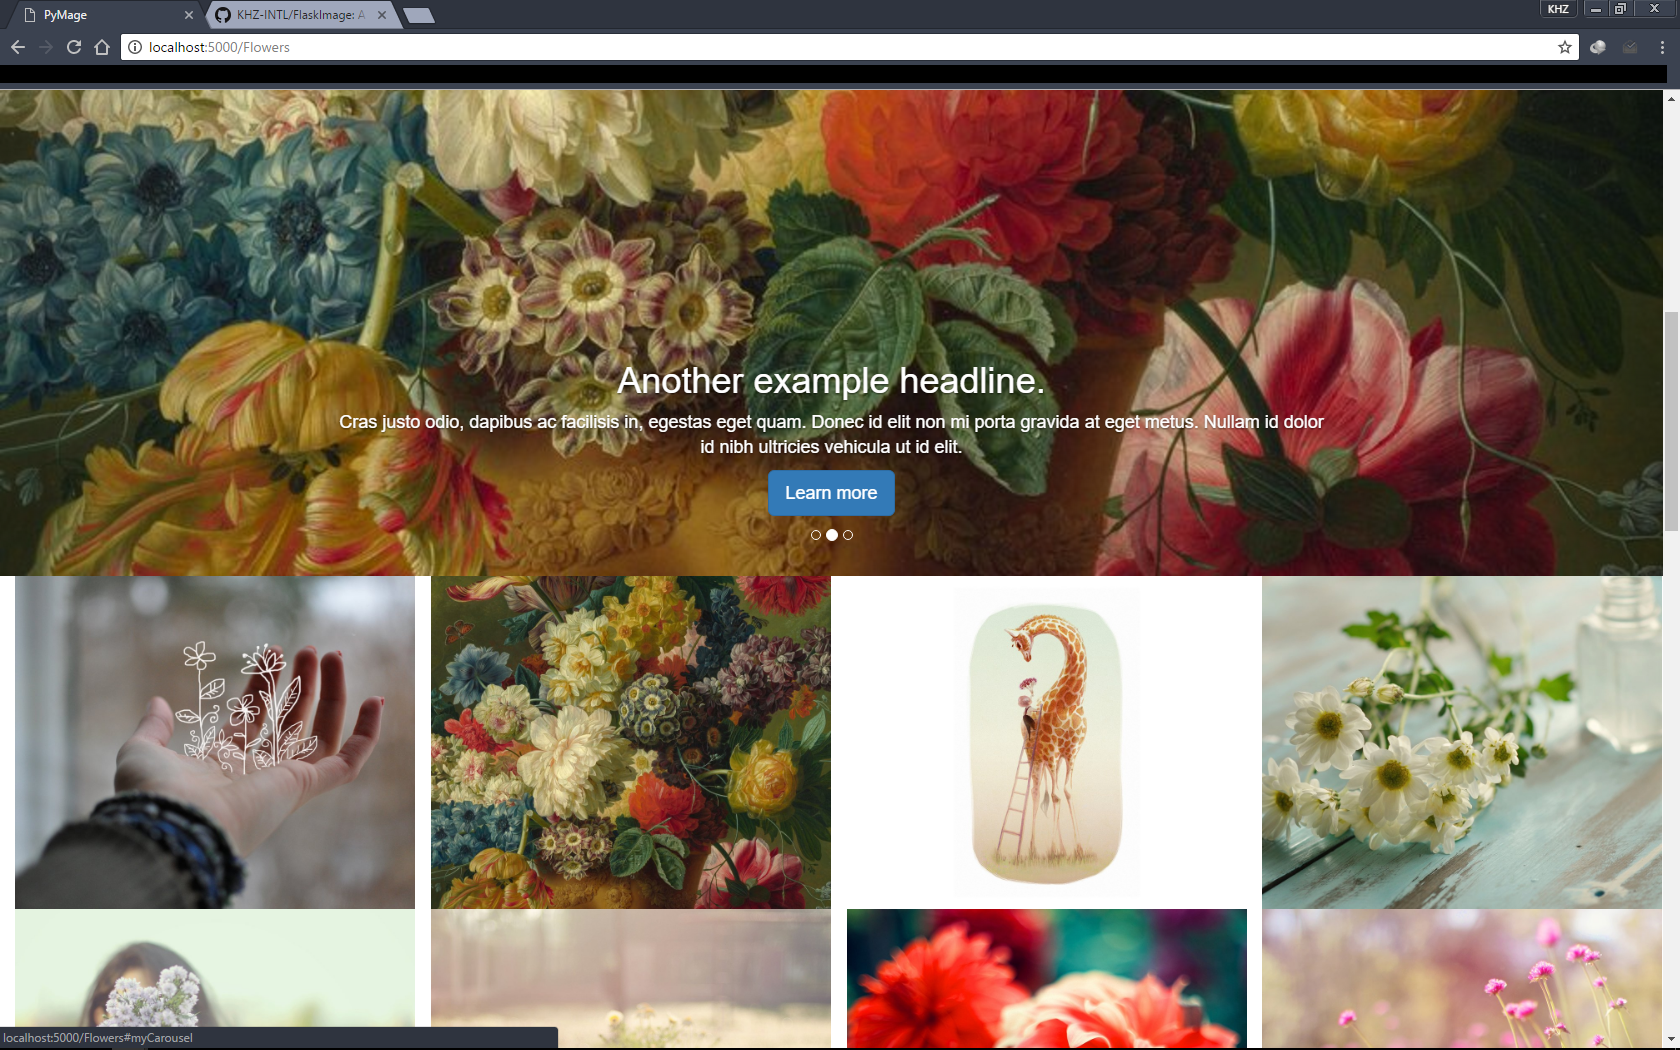 PyMage
KHZ-INTL/FlaskImage: A
KHZ
localhost:5000/Flowers
Another example headline.
Cras justo odio, dapibus ac facilisis in, egestas eget quam. Donec id elit non mi porta gravida at eget metus. Nullam id dolor
id nibh ultricies vehicula ut id elit.
Learn more
localhost:5000/Flowers#myCarousel